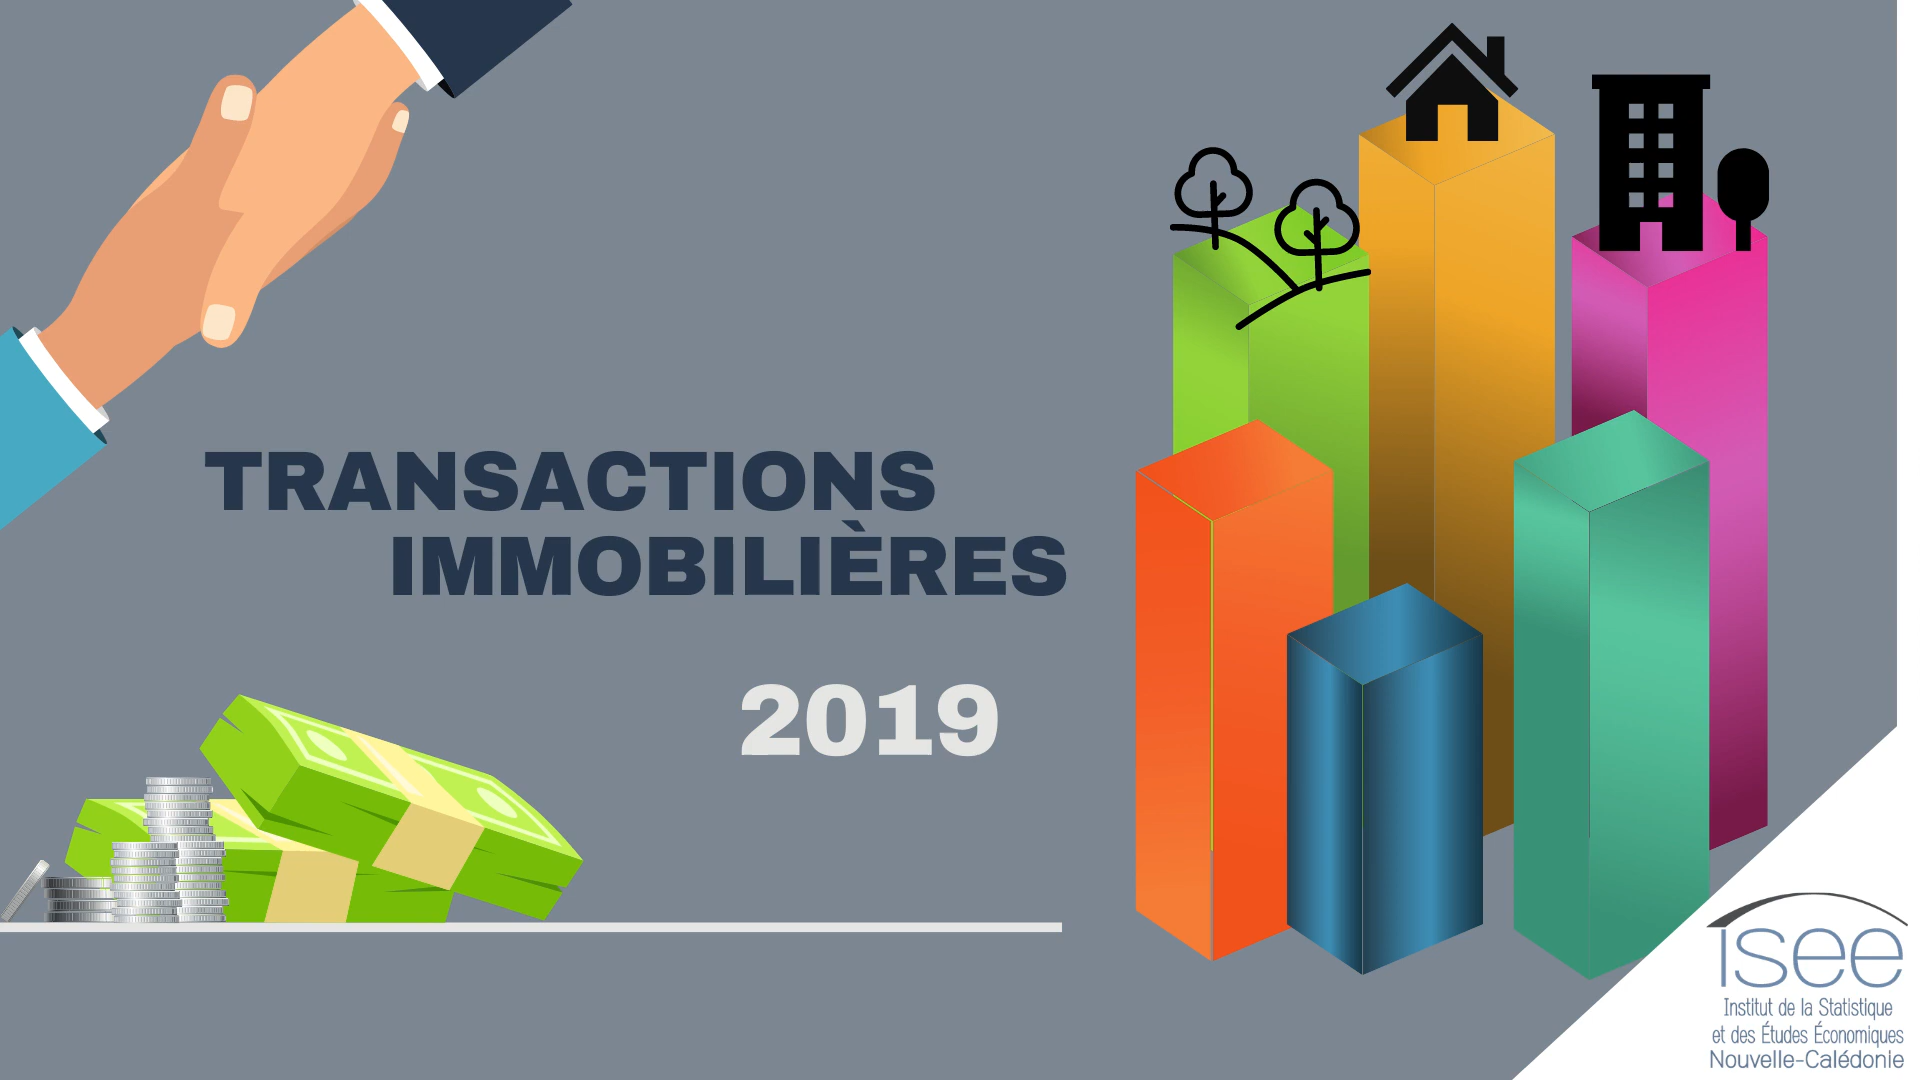 TRANSACTIONS
IMMOBILIÈRES
2019
isee
Institut de la Statistique
et des Études Économiques
Nouvelle-Calédonie